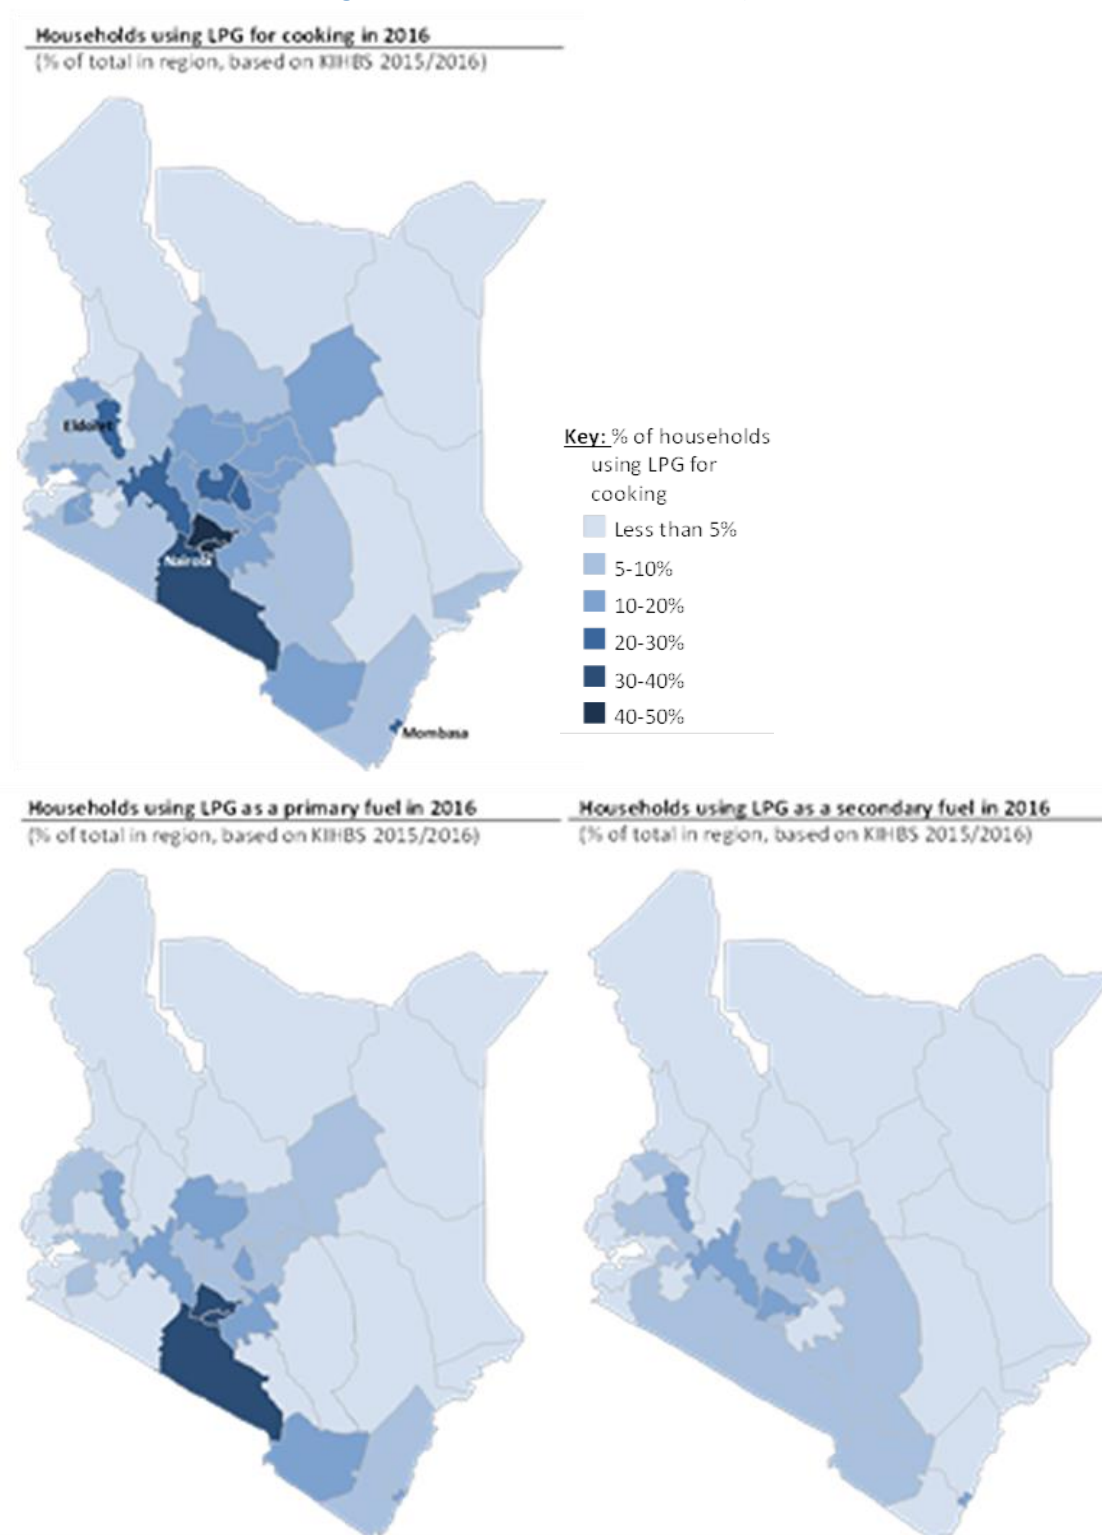 Households using LPG for cooking in 2016
(% of total in region, based on KIHBS 2015/2016)
Eldoret
Nairobi
Mombasa
Key: % of households
using LPG for
cooking
Less than 5%
5-10%
10-20%
20-30%
30-40%
40-50%
Households using LPG as a primary fuel in 2016
(% of total in region, based on KIHBS 2015/2016)
Households using LPG as a secondary fuel in 2016
(% of total in region, based on KIHBS 2015/2016)